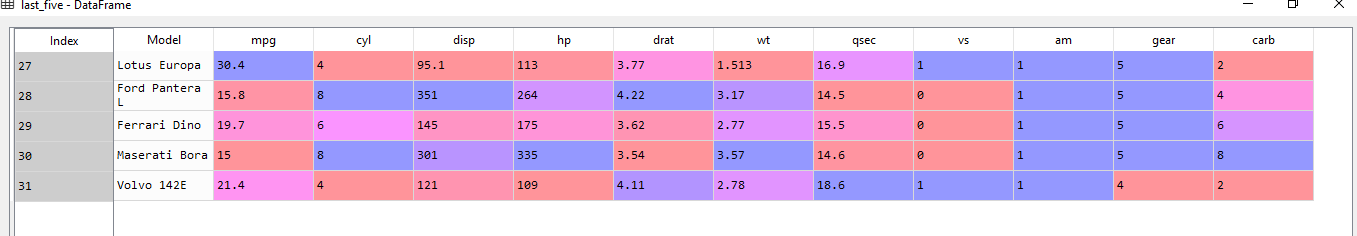 last_five - DataFrame
Index Model mpg cyl disp hp drat wt qsec vs am gear carb
27 Lotus Europa 30.4 4 95.1 113 3.77 1.513 16.9 1 1 5 2
28 Ford Pantera L 15.8 8 351 264 4.22 3.17 14.5 0 1 5 4
29 Ferrari Dino 19.7 6 145 175 3.62 2.77 15.5 0 1 5 6
30 Maserati Bora 15 8 301 335 3.54 3.57 14.6 0 1 5 8
31 Volvo 142E 21.4 4 121 109 4.11 2.78 18.6 1 1 4 2